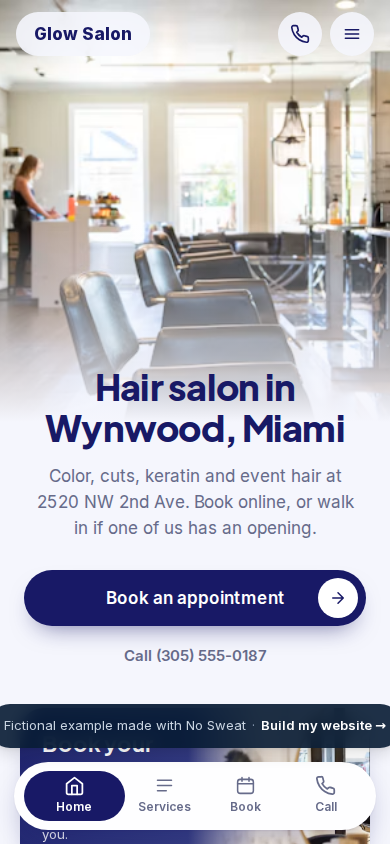 Glow Salon
Hair salon in
Wynwood, Miami
Color, cuts, keratin and event hair at
2520 NW 2nd Ave. Book online, or walk
in if one of us has an opening.
Book an appointment
Call (305) 555-0187
Fictional example made with No Sweat · Build my website →
Book your
Home
Services
Book
Call
you.